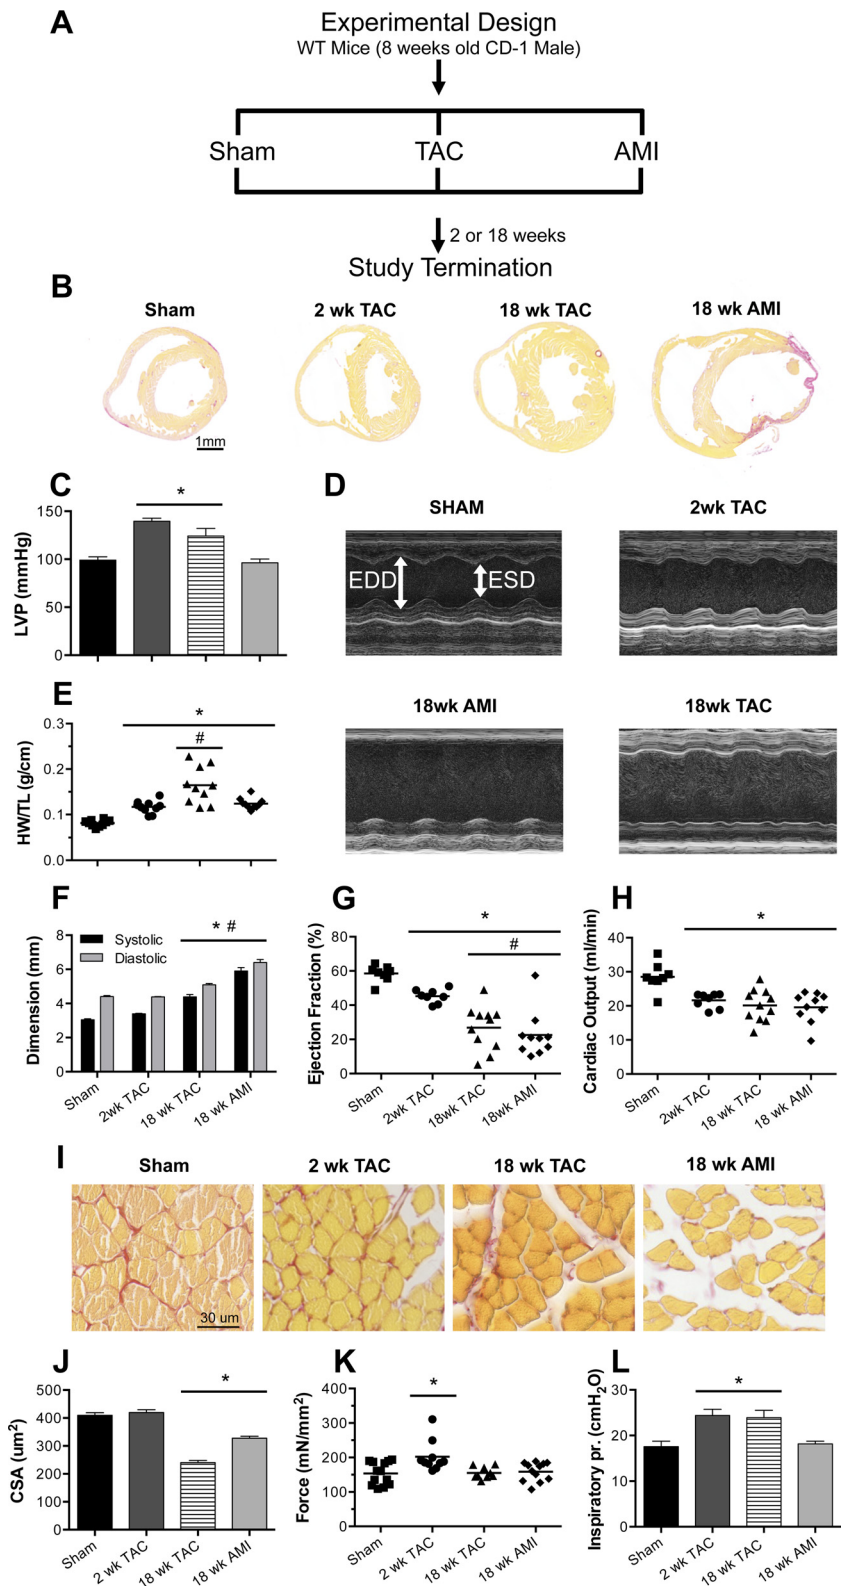 A
Experimental Design
WT Mice (8 weeks old CD-1 Male)
Sham TAC AMI
2 or 18 weeks
Study Termination
B
Sham 2 wk TAC 18 wk TAC 18 wk AMI
1mm
C
*
LVP (mmHg)
150
100
50
0
D
SHAM 2wk TAC
EDD ESD
18wk AMI 18wk TAC
E
*
#
HW/TL (g/cm)
0.3
0.2
0.1
0.0
F
* #
Systolic
Diastolic
Dimension (mm)
8
6
4
2
0
Sham 2wk TAC 18 wk TAC 18 wk AMI
G
*
#
Ejection Fraction (%)
80
60
40
20
0
Sham 2wk TAC 18wk TAC 18wk AMI
H
*
Cardiac Output (ml/min)
40
30
20
10
0
Sham 2wk TAC 18 wk TAC 18 wk AMI
I
Sham 2 wk TAC 18 wk TAC 18 wk AMI
30 um
J
*
CSA (um²)
500
400
300
200
100
0
Sham 2 wk TAC 18 wk TAC 18 wk AMI
K
*
Force (mN/mm²)
400
300
200
100
0
Sham 2 wk TAC 18 wk TAC 18 wk AMI
L
*
Inspiratory pr. (cmH₂O)
30
20
10
0
Sham 2 wk TAC 18 wk TAC 18 wk AMI